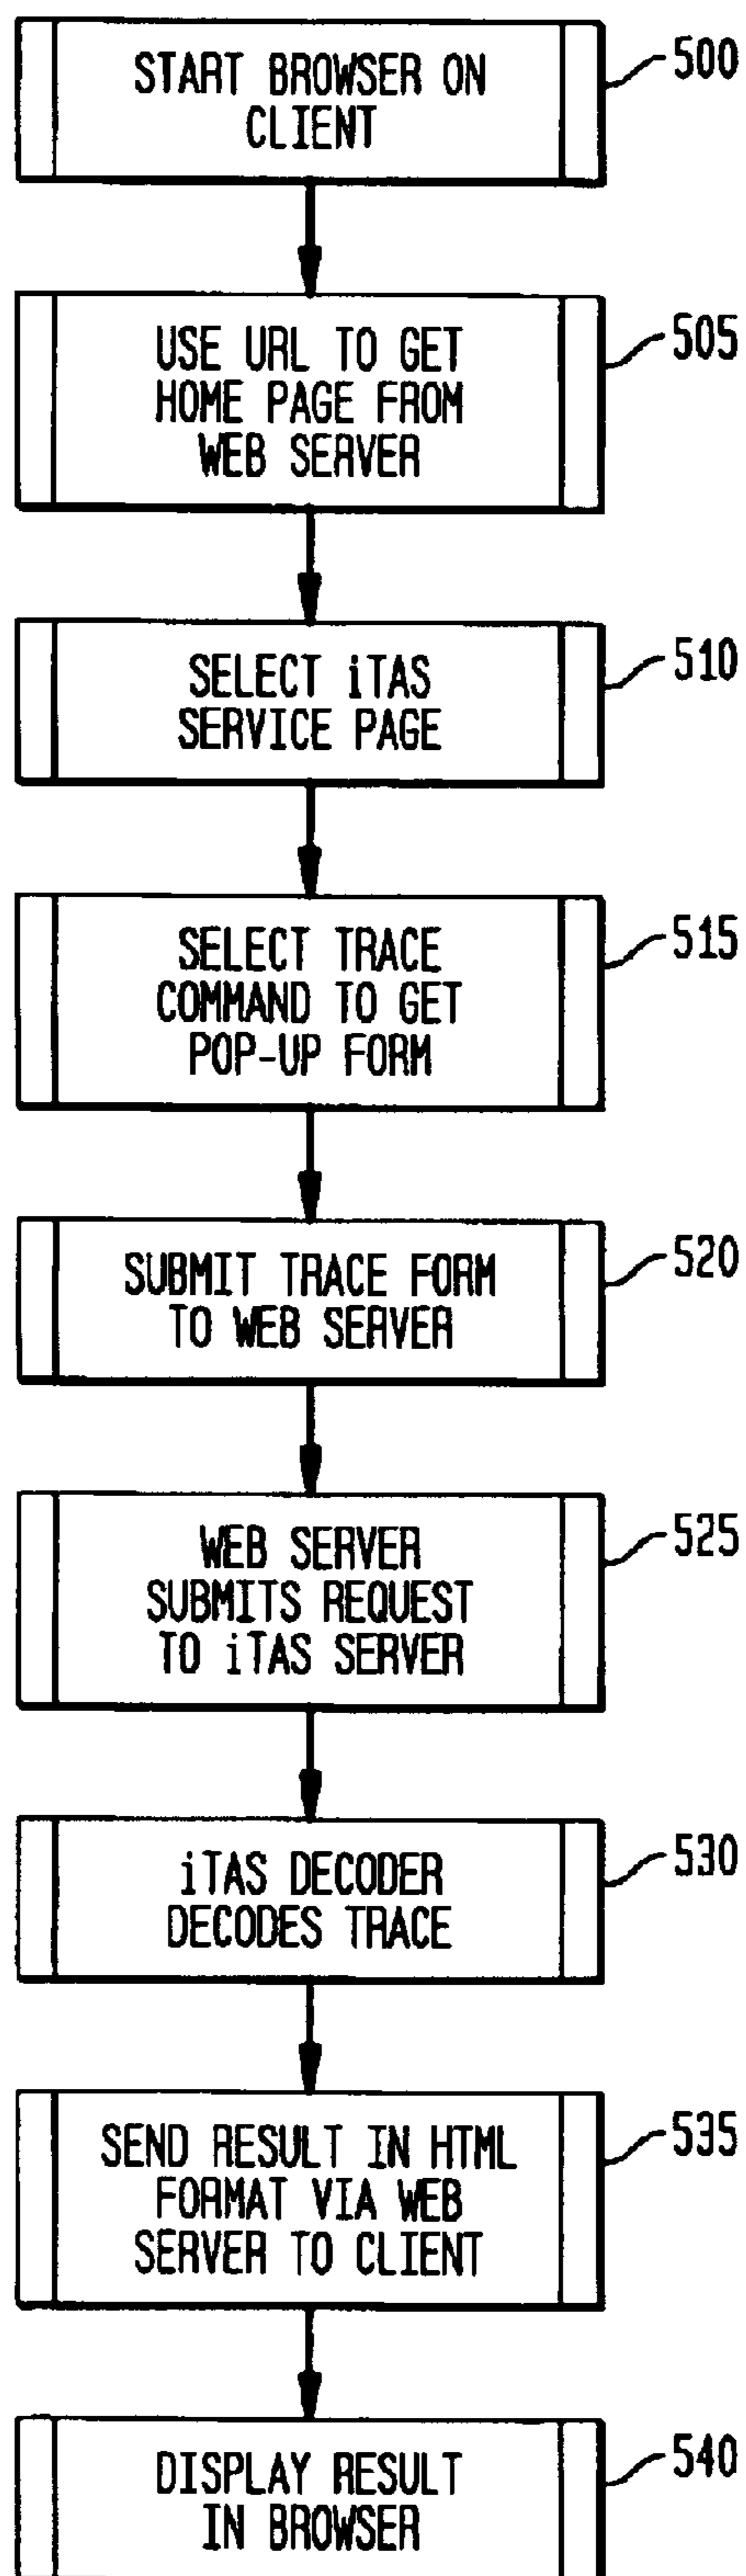 START BROWSER ON
CLIENT
500
USE URL TO GET
HOME PAGE FROM
WEB SERVER
505
SELECT iTAS
SERVICE PAGE
510
SELECT TRACE
COMMAND TO GET
POP-UP FORM
515
SUBMIT TRACE FORM
TO WEB SERVER
520
WEB SERVER
SUBMITS REQUEST
TO iTAS SERVER
525
iTAS DECODER
DECODES TRACE
530
SEND RESULT IN HTML
FORMAT VIA WEB
SERVER TO CLIENT
535
DISPLAY RESULT
IN BROWSER
540